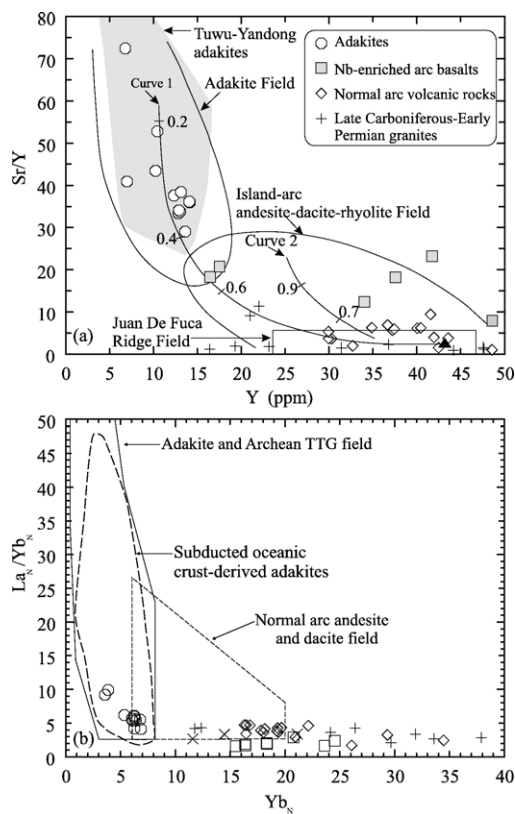 80
70
60
50
40
30
20
10
0
Sr/Y
Tuwu-Yandong
adakites
Curve 1
Adakite Field
0.2
0.4
Adakites
Nb-enriched arc basalts
Normal arc volcanic rocks
Late Carboniferous-Early
Permian granites
Island-arc
andesite-dacite-rhyolite Field
Curve 2
0.9
0.6
0.7
Juan De Fuca
Ridge Field
(a)
0 5 10 15 20 25 30 35 40 45 50
Y (ppm)
50
45
40
35
30
25
20
15
10
5
0
LaN/YbN
Adakite and Archean TTG field
Subducted oceanic
crust-derived adakites
Normal arc andesite
and dacite field
(b)
0 5 10 15 20 25 30 35 40
YbN